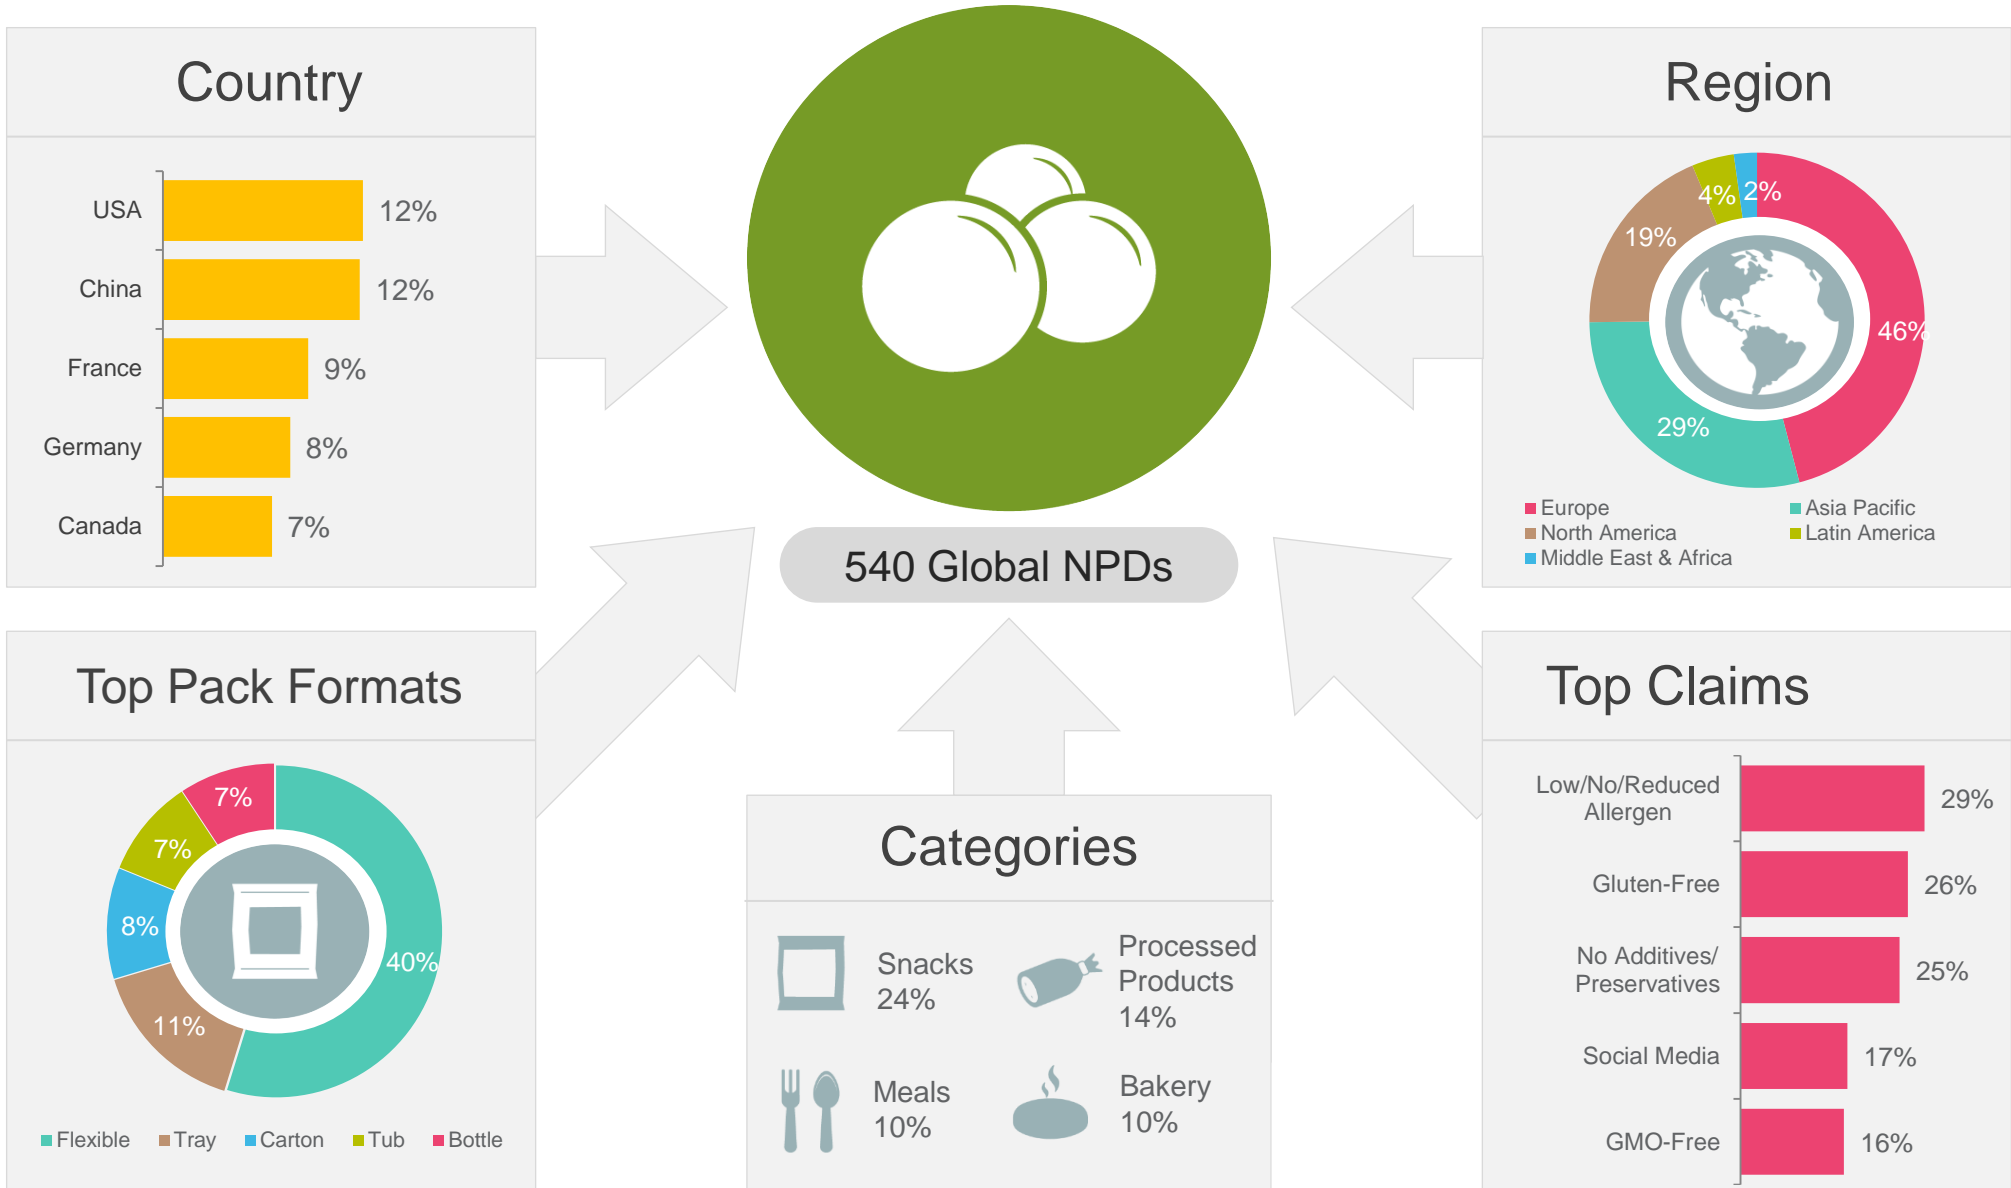 Country
USA
12%
China
12%
France
9%
Germany
8%
Canada
7%
540 Global NPDs
Region
4%
2%
19%
46%
29%
Europe
Asia Pacific
North America
Latin America
Middle East & Africa
Top Pack Formats
7%
7%
8%
40%
11%
Flexible
Tray
Carton
Tub
Bottle
Categories
Snacks
24%
Processed
Products
14%
Meals
10%
Bakery
10%
Top Claims
Low/No/Reduced
Allergen
29%
Gluten-Free
26%
No Additives/
Preservatives
25%
Social Media
17%
GMO-Free
16%